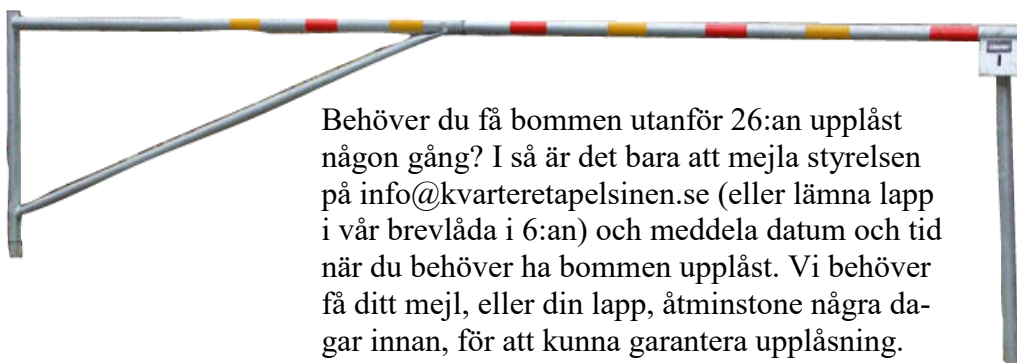 Behöver du få bommen utanför 26:an upplåst
någon gång? I så är det bara att mejla styrelsen
på info@kvarteretapelsinen.se (eller lämna lapp
i vår brevlåda i 6:an) och meddela datum och tid
när du behöver ha bommen upplåst. Vi behöver
få ditt mejl, eller din lapp, åtminstone några da-
gar innan, för att kunna garantera upplåsning.